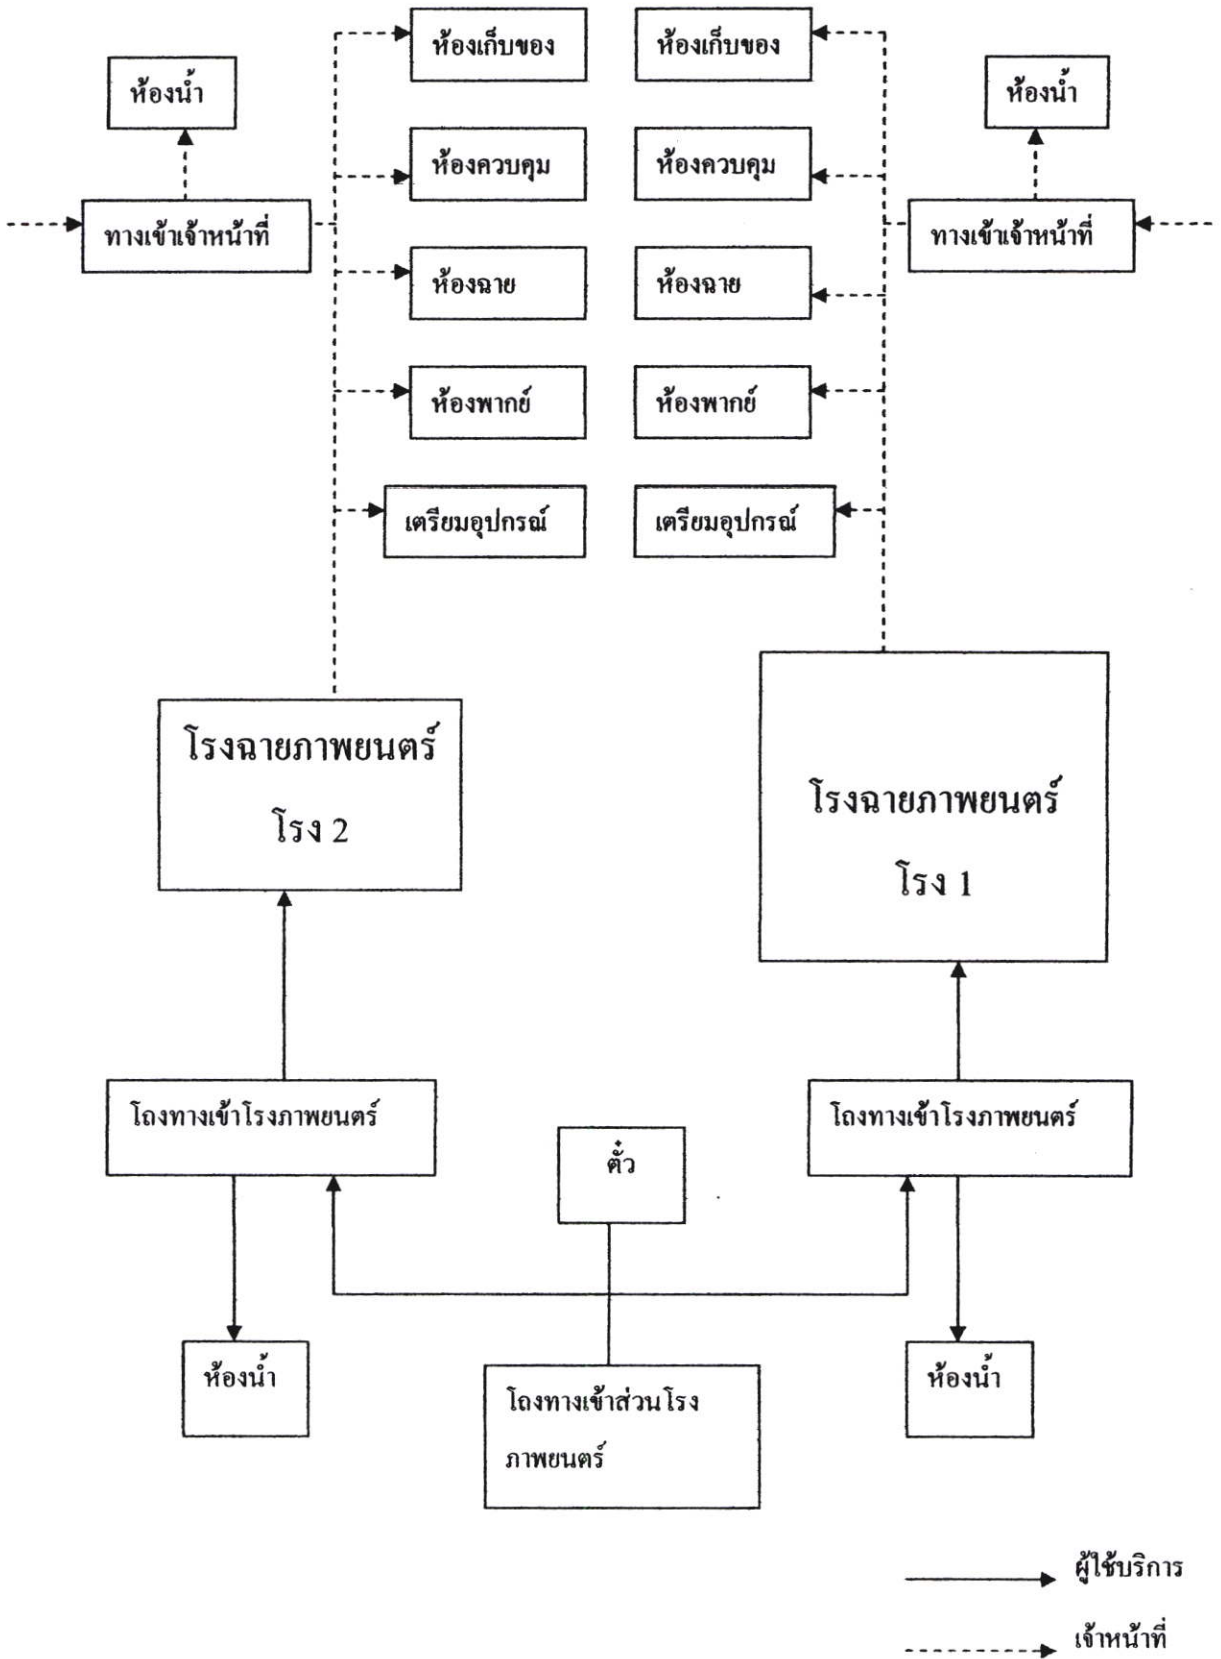 ห้องเก็บของ
ห้องเก็บของ
ห้องน้ำ
ห้องน้ำ
ห้องควบคุม
ห้องควบคุม
ทางเข้าเจ้าหน้าที่
ทางเข้าเจ้าหน้าที่
ห้องฉาย
ห้องฉาย
ห้องพากย์
ห้องพากย์
เตรียมอุปกรณ์
เตรียมอุปกรณ์
โรงฉายภาพยนตร์
โรง 2
โรงฉายภาพยนตร์
โรง 1
โถงทางเข้าโรงภาพยนตร์
โถงทางเข้าโรงภาพยนตร์
ตั๋ว
ห้องน้ำ
ห้องน้ำ
โถงทางเข้าส่วนโรง
ภาพยนตร์
ผู้ใช้บริการ
เจ้าหน้าที่